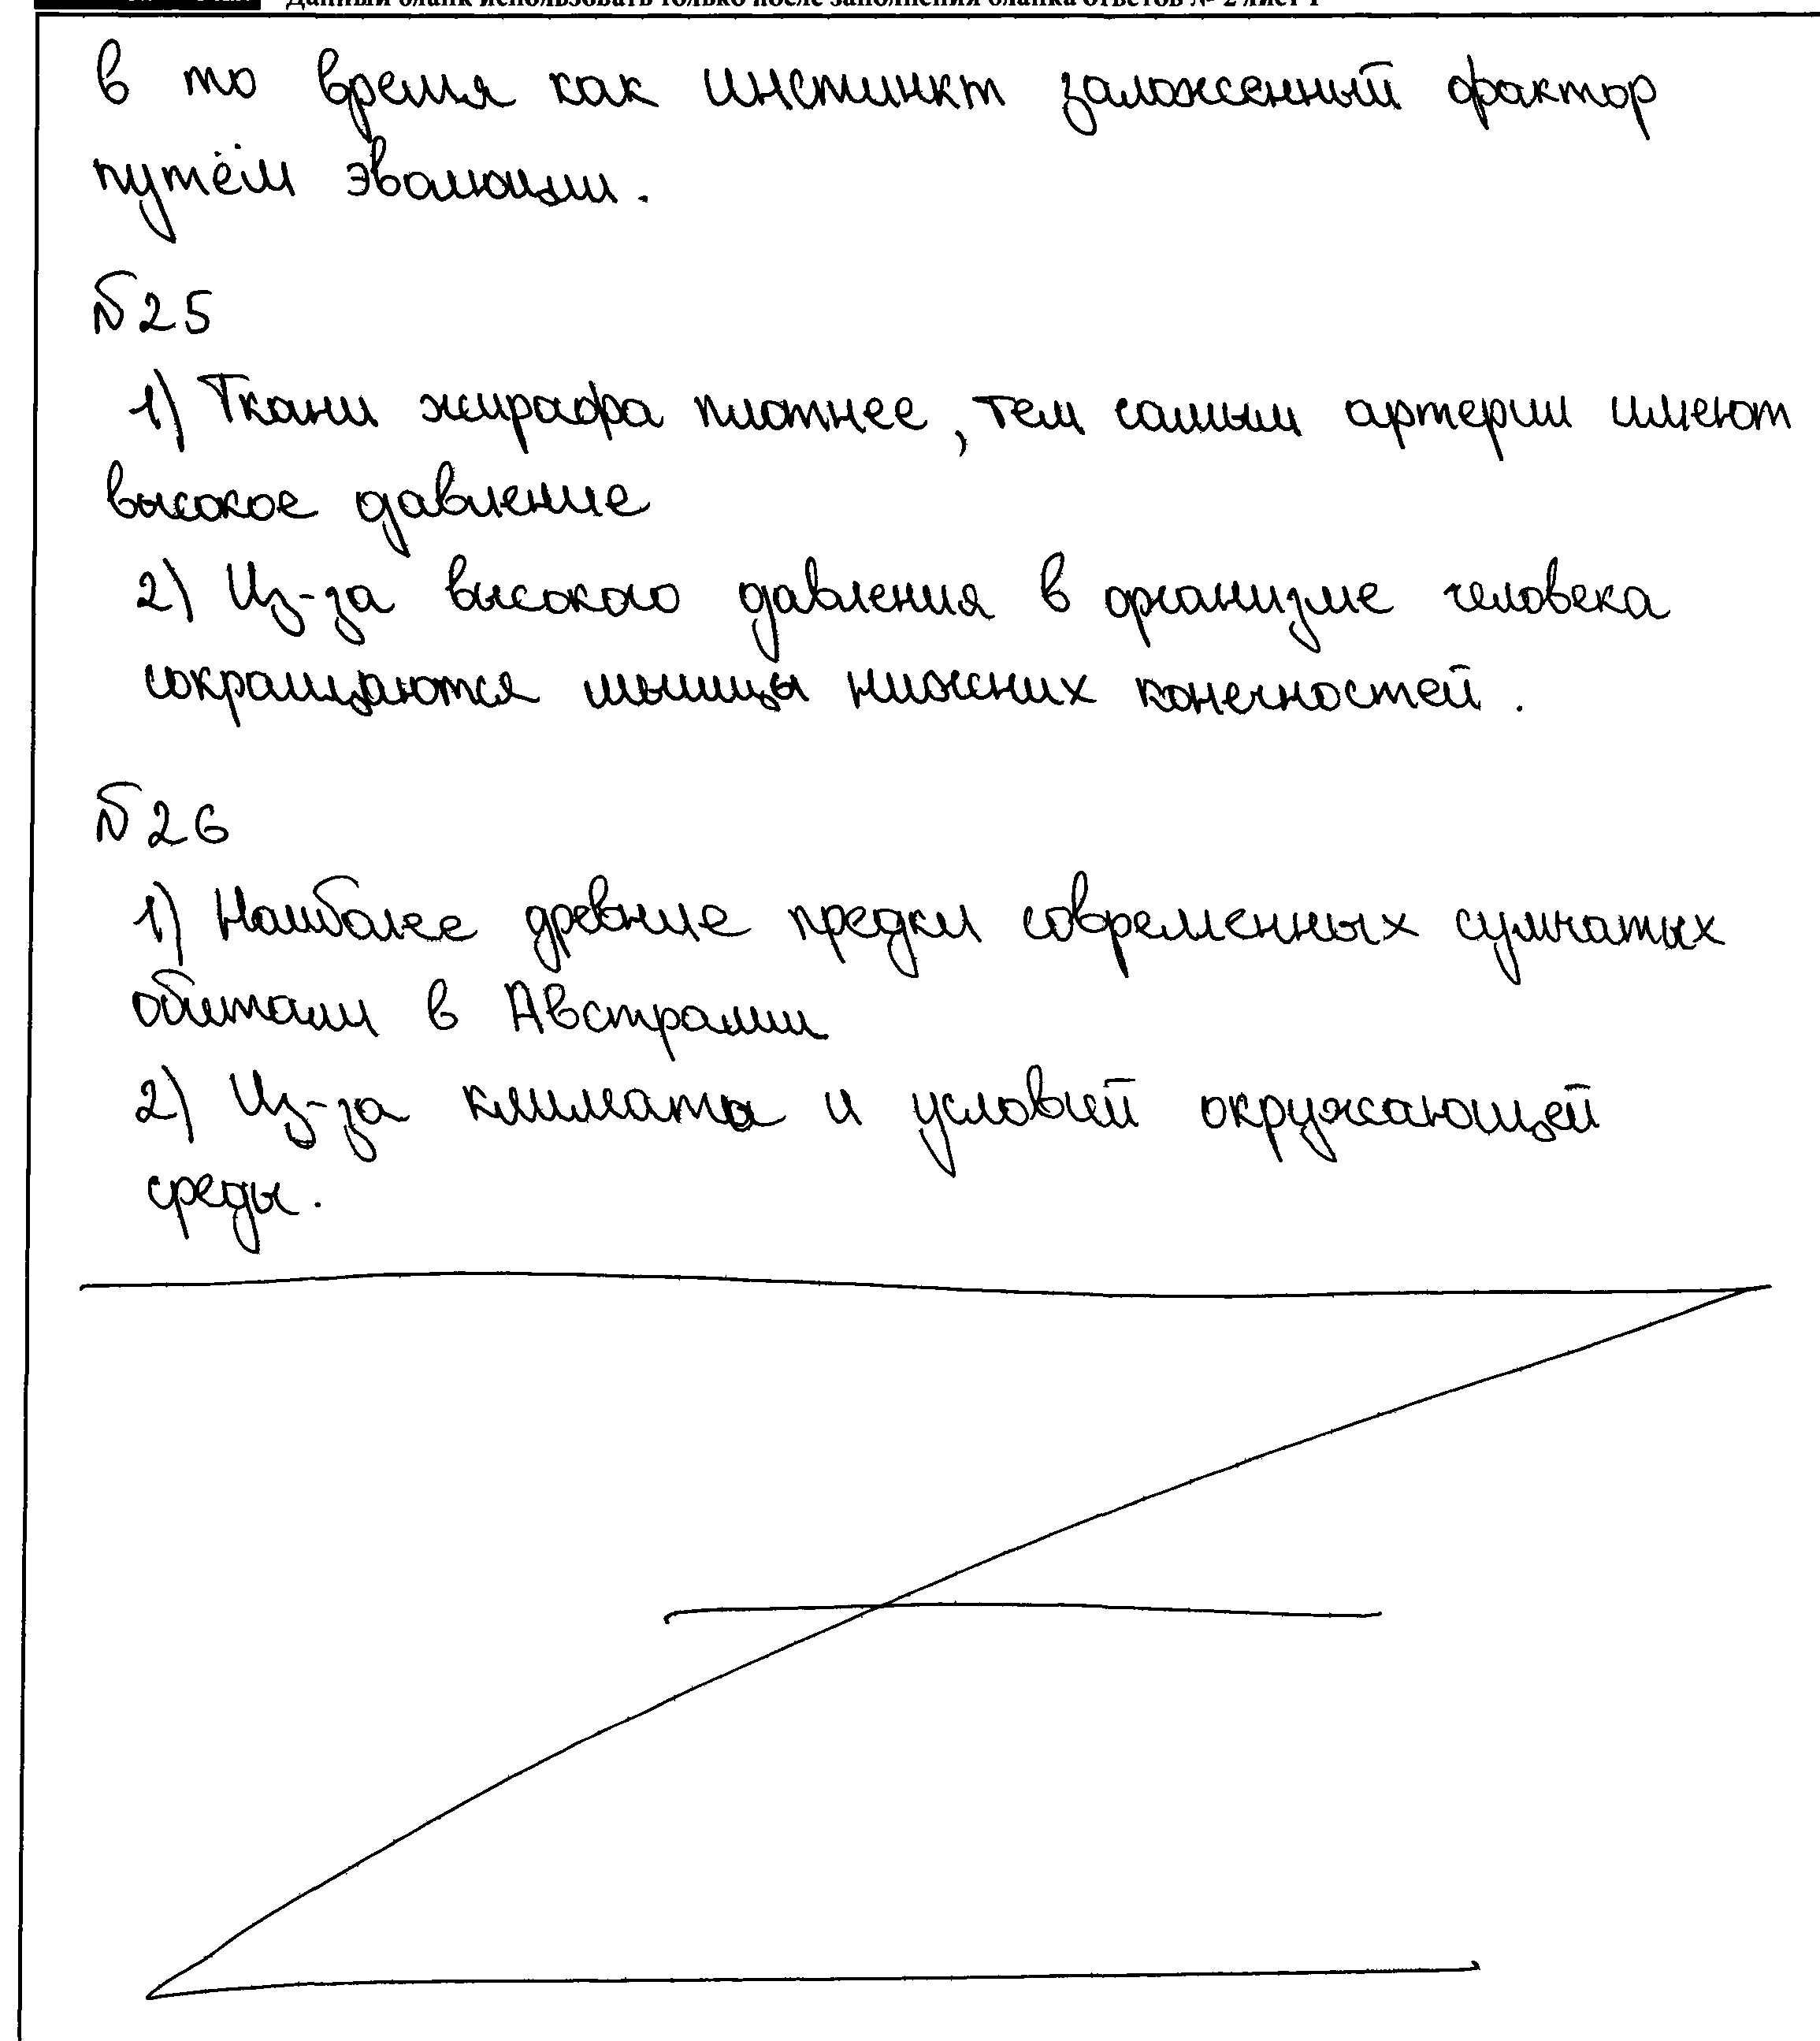 Данный бланк использовать только после заполнения бланка ответов № 2 лист 1
в то время как инстинкт заложенный фактор
путём эволюции.
№25
1) Ткани жирафа плотнее, тем самым артерии имеют
высокое давление
2) Из-за высокого давления в организме человека
сокращаются мышцы нижних конечностей.
№26
1) Наиболее древние предки современных сумчатых
обитали в Австралии
2) Из-за климата и условий окружающей
среды.